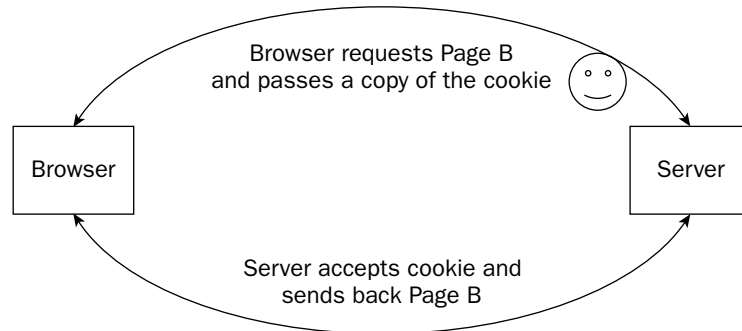 Browser requests Page B
and passes a copy of the cookie
Browser
Server
Server accepts cookie and
sends back Page B